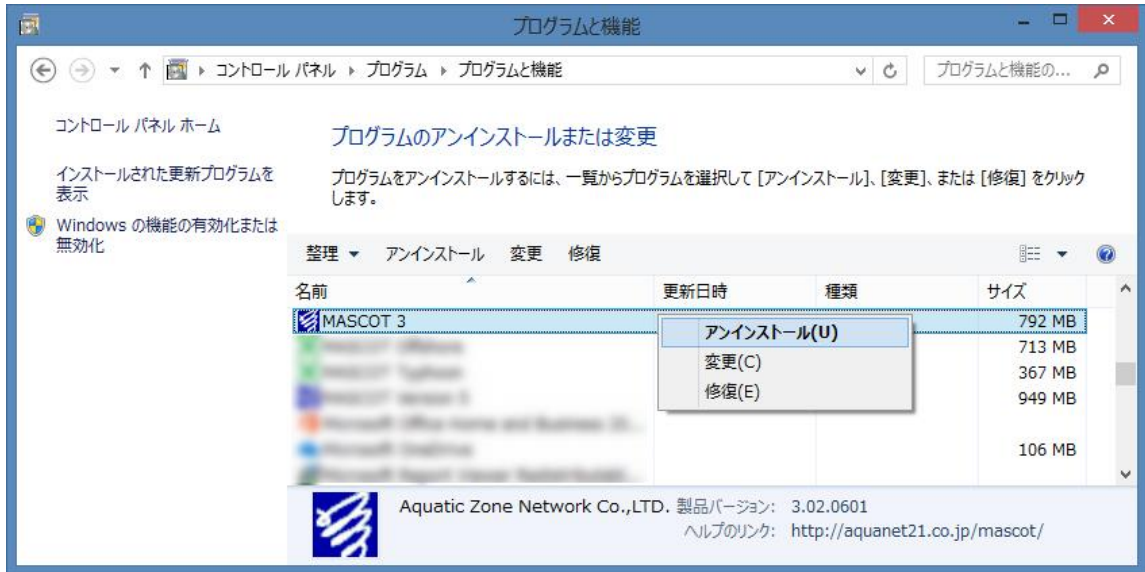 プログラムと機能
コントロール パネル プログラム プログラムと機能
プログラムと機能の...
コントロール パネル ホーム
インストールされた更新プログラムを
表示
Windows の機能の有効化または
無効化
プログラムのアンインストールまたは変更
プログラムをアンインストールするには、一覧からプログラムを選択して [アンインストール]、[変更]、または [修復] をクリック
します。
整理 アンインストール 変更 修復
名前 更新日時 種類 サイズ
MASCOT 3 792 MB
アンインストール(U)
変更(C)
修復(E)
713 MB
367 MB
949 MB
106 MB
Aquatic Zone Network Co.,LTD. 製品バージョン: 3.02.0601
ヘルプのリンク: http://aquanet21.co.jp/mascot/